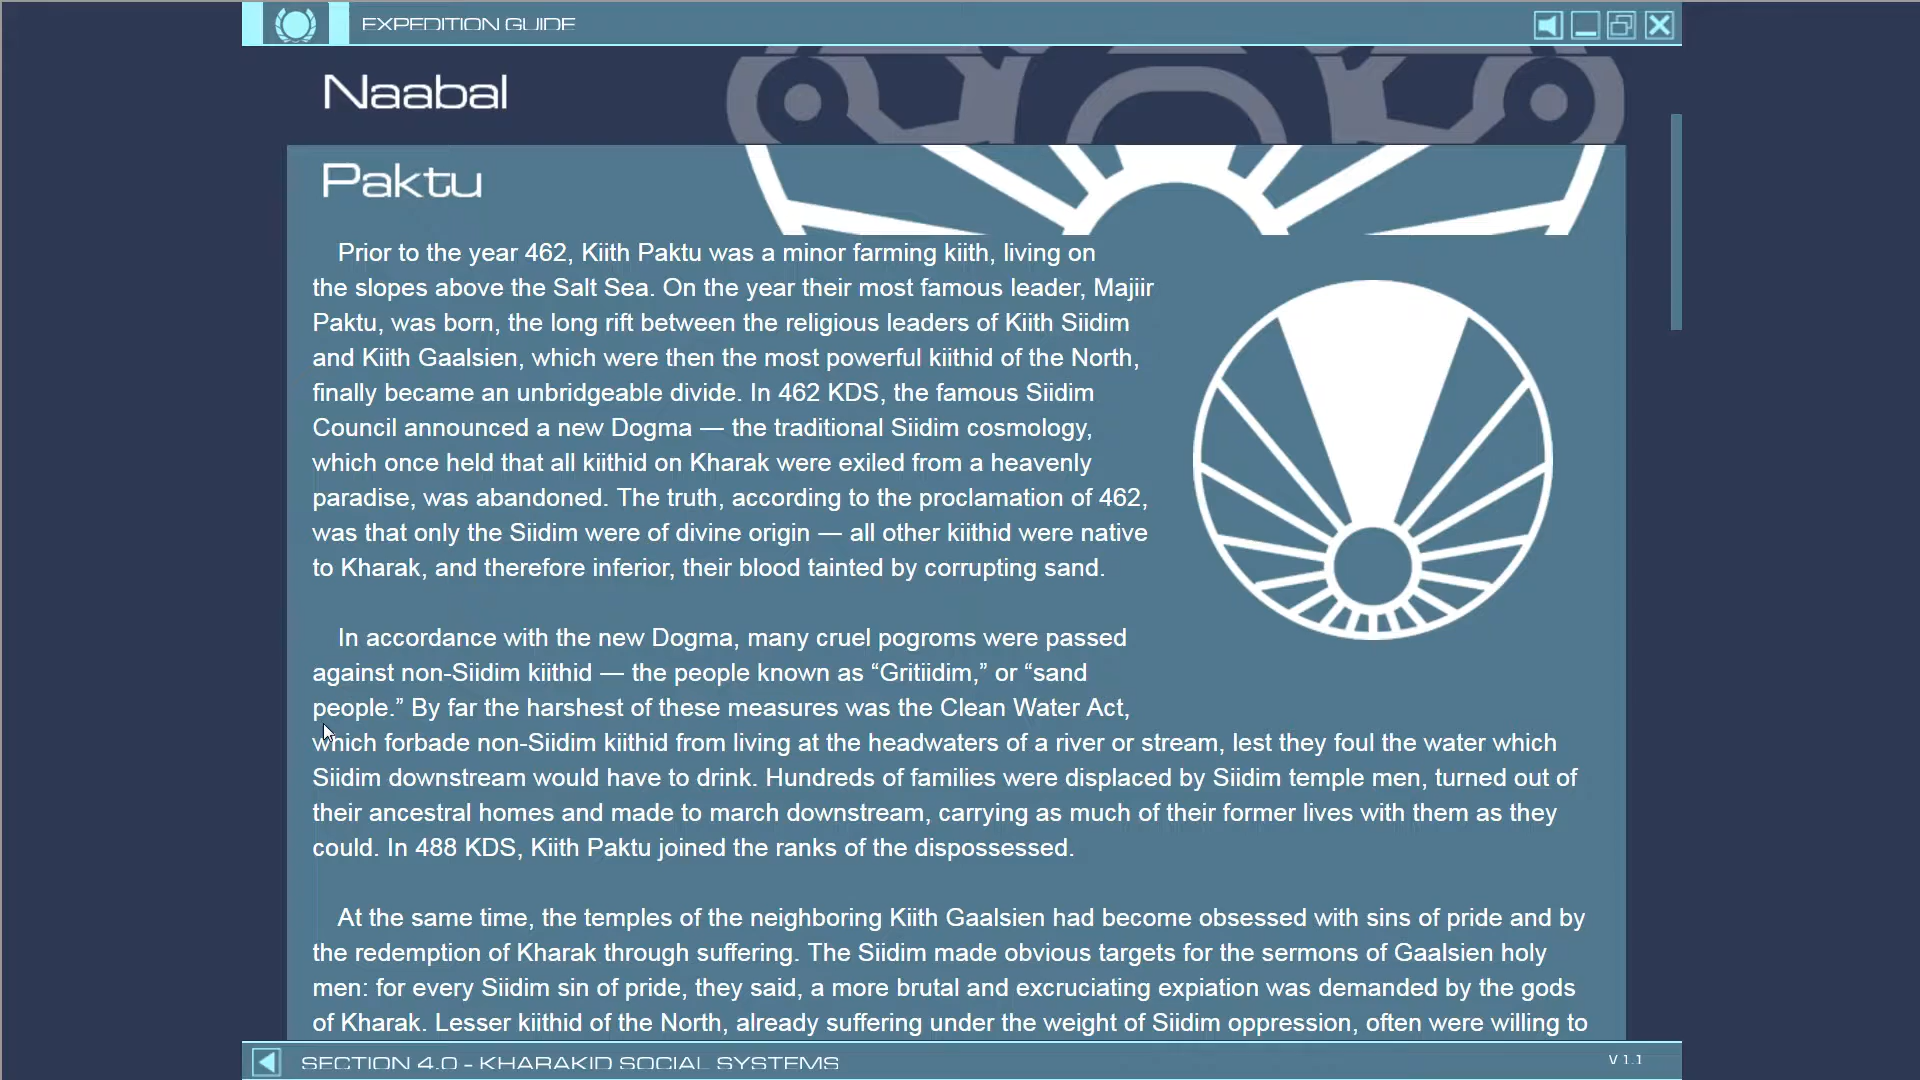 EXPEDITION GUIDE
Naabal
Paktu
Prior to the year 462, Kiith Paktu was a minor farming kiith, living on
the slopes above the Salt Sea. On the year their most famous leader, Majiir
Paktu, was born, the long rift between the religious leaders of Kiith Siidim
and Kiith Gaalsien, which were then the most powerful kiithid of the North,
finally became an unbridgeable divide. In 462 KDS, the famous Siidim
Council announced a new Dogma — the traditional Siidim cosmology,
which once held that all kiithid on Kharak were exiled from a heavenly
paradise, was abandoned. The truth, according to the proclamation of 462,
was that only the Siidim were of divine origin — all other kiithid were native
to Kharak, and therefore inferior, their blood tainted by corrupting sand.
In accordance with the new Dogma, many cruel pogroms were passed
against non-Siidim kiithid — the people known as “Gritiidim,” or “sand
people.” By far the harshest of these measures was the Clean Water Act,
which forbade non-Siidim kiithid from living at the headwaters of a river or stream, lest they foul the water which
Siidim downstream would have to drink. Hundreds of families were displaced by Siidim temple men, turned out of
their ancestral homes and made to march downstream, carrying as much of their former lives with them as they
could. In 488 KDS, Kiith Paktu joined the ranks of the dispossessed.
At the same time, the temples of the neighboring Kiith Gaalsien had become obsessed with sins of pride and by
the redemption of Kharak through suffering. The Siidim made obvious targets for the sermons of Gaalsien holy
men: for every Siidim sin of pride, they said, a more brutal and excruciating expiation was demanded by the gods
of Kharak. Lesser kiithid of the North, already suffering under the weight of Siidim oppression, often were willing to
SECTION 4.0 - KHARAKID SOCIAL SYSTEMS
V 1.1